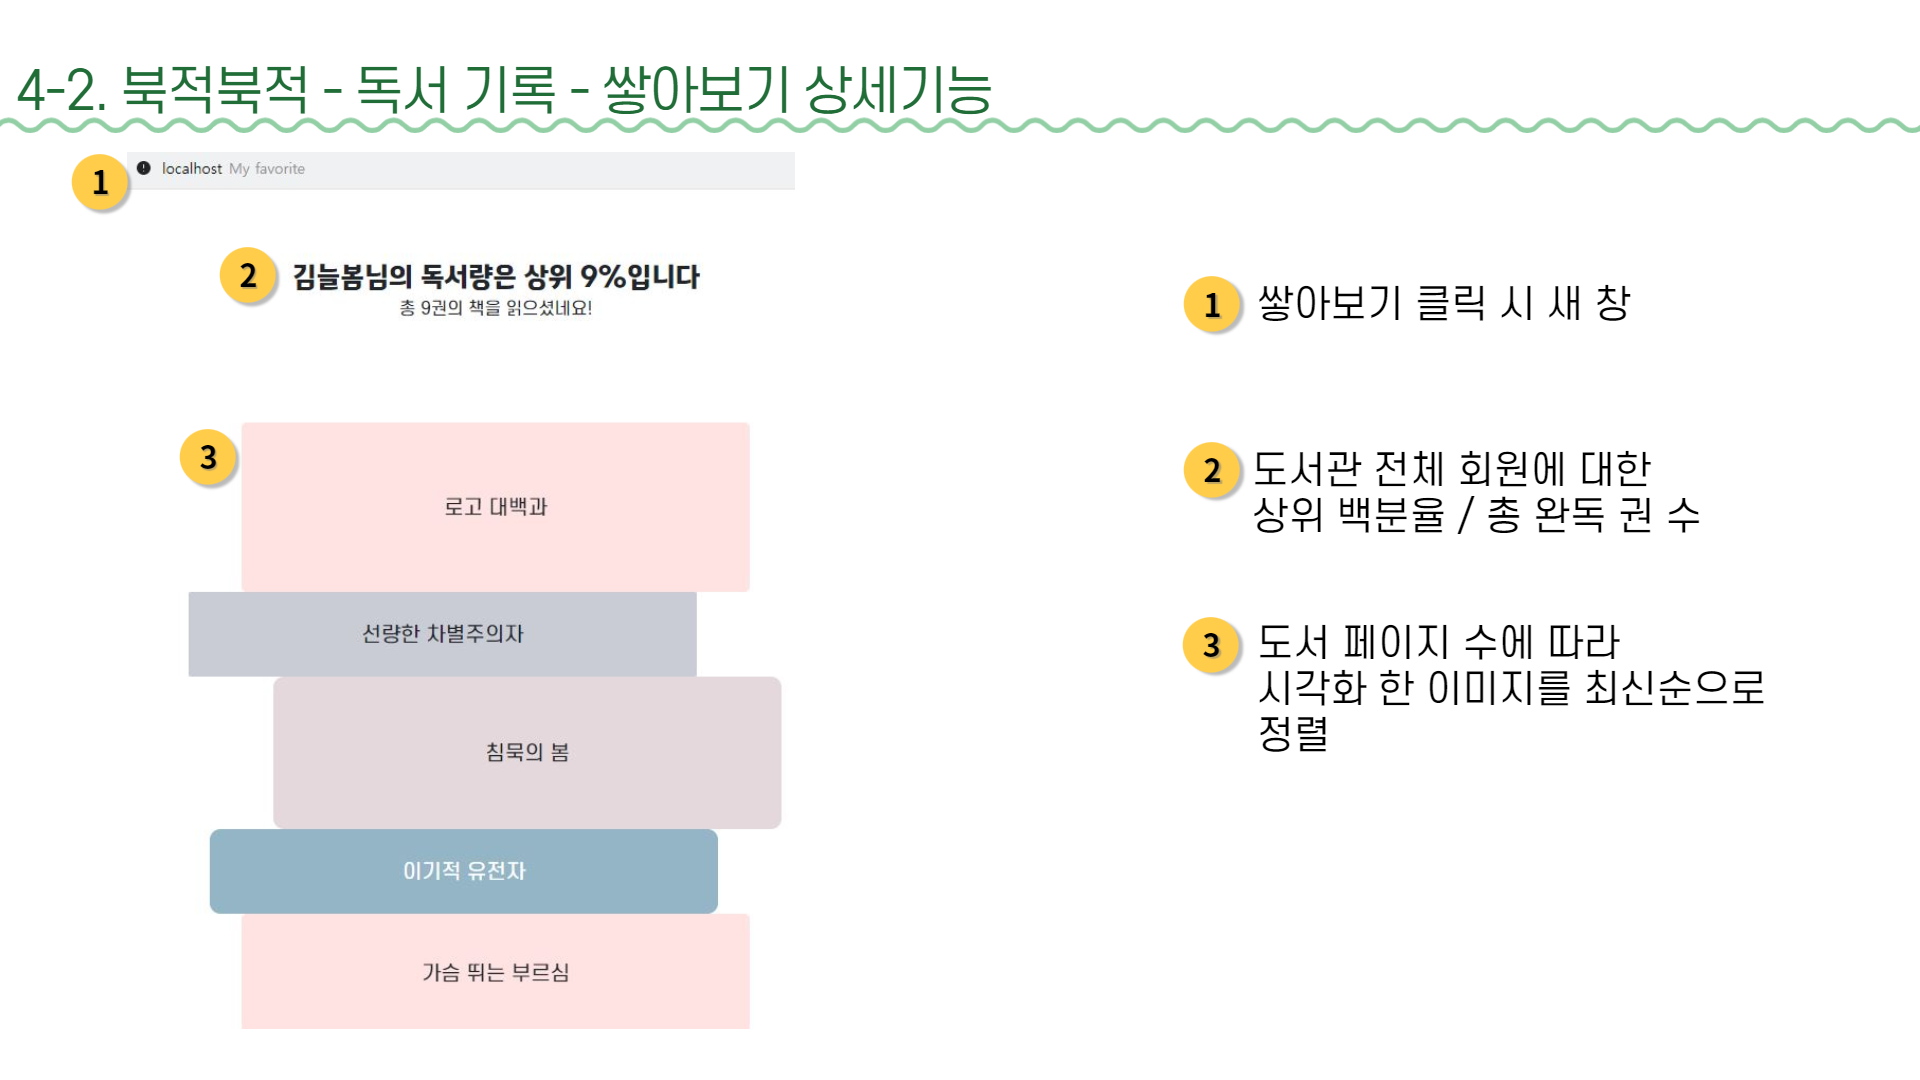 4-2. 북적북적 - 독서 기록 - 쌓아보기 상세기능
1
localhost My favorite
2
김늘봄님의 독서량은 상위 9%입니다
총 9권의 책을 읽으셨네요!
3
로고 대백과
선량한 차별주의자
침묵의 봄
이기적 유전자
가슴 뛰는 부르심
1 쌓아보기 클릭 시 새 창
2 도서관 전체 회원에 대한
상위 백분율 / 총 완독 권 수
3 도서 페이지 수에 따라
시각화 한 이미지를 최신순으로
정렬